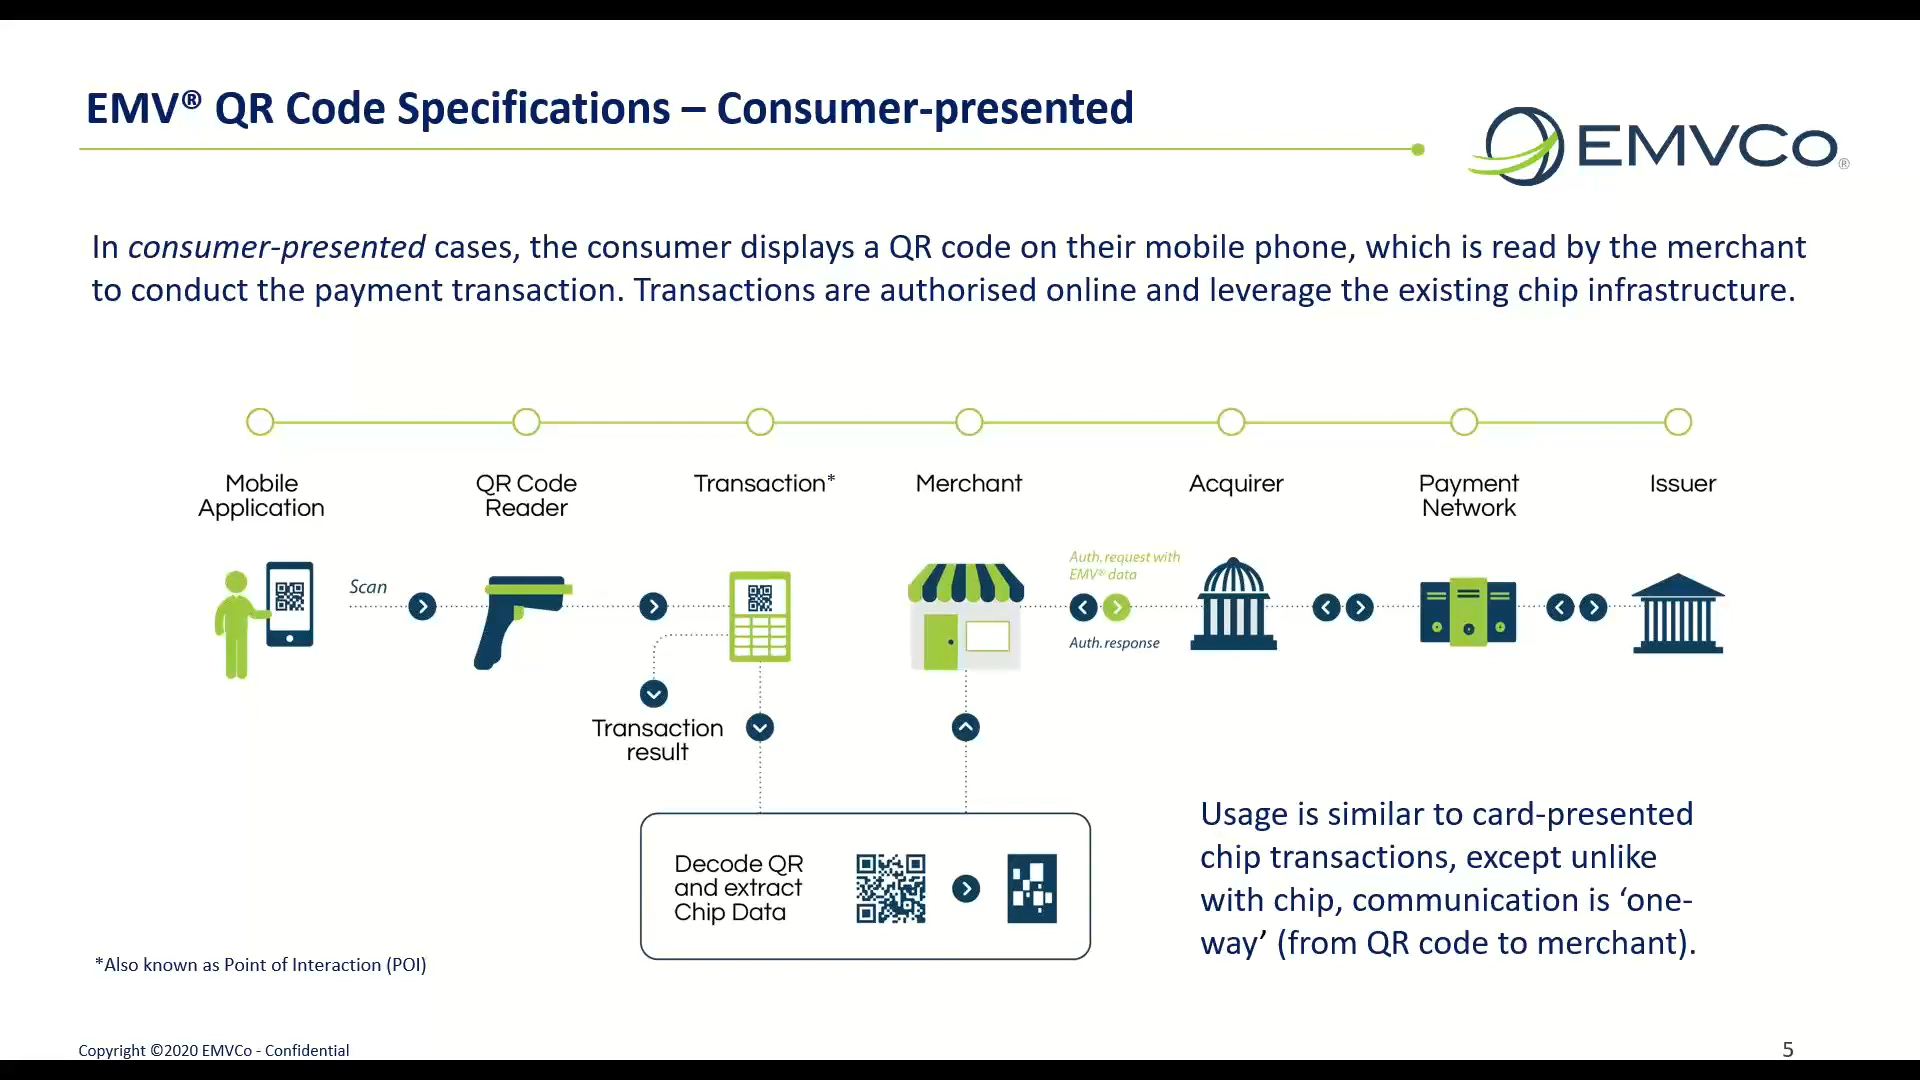 EMV® QR Code Specifications – Consumer-presented
EMVCo®
In consumer-presented cases, the consumer displays a QR code on their mobile phone, which is read by the merchant
to conduct the payment transaction. Transactions are authorised online and leverage the existing chip infrastructure.
Mobile
Application
QR Code
Reader
Transaction*
Merchant
Acquirer
Payment
Network
Issuer
Scan
Auth. request with
EMV® data
Auth. response
Transaction
result
Decode QR
and extract
Chip Data
Usage is similar to card-presented
chip transactions, except unlike
with chip, communication is ‘one-
way’ (from QR code to merchant).
*Also known as Point of Interaction (POI)
Copyright ©2020 EMVCo - Confidential
5